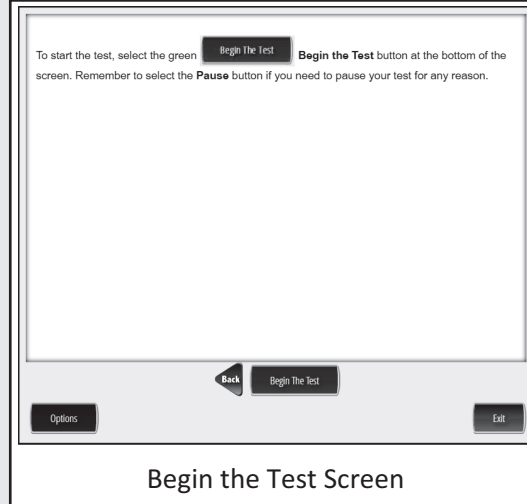 To start the test, select the green Begin The Test Begin the Test button at the bottom of the
screen. Remember to select the Pause button if you need to pause your test for any reason.
Back Begin The Test
Options Exit
Begin the Test Screen